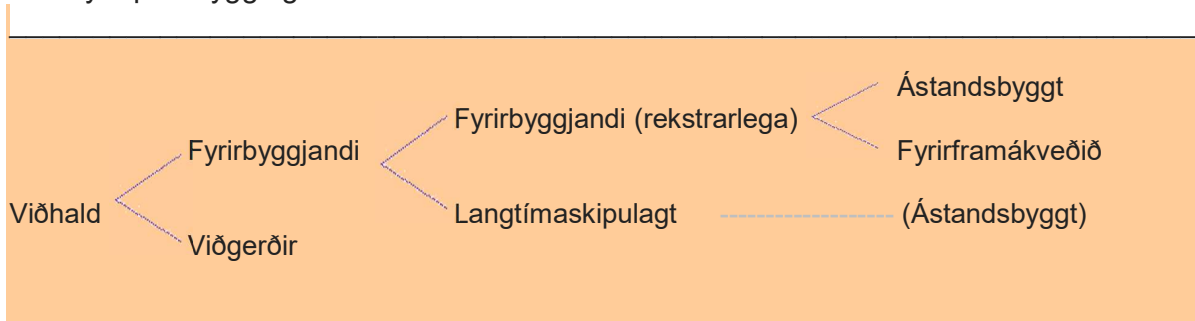 Ástandsbyggt
Fyrirbyggjandi (rekstrarlega)
Fyrirbyggjandi
Fyrirframákveðið
Viðhald
Langtímaskipulagt
(Ástandsbyggt)
Viðgerðir